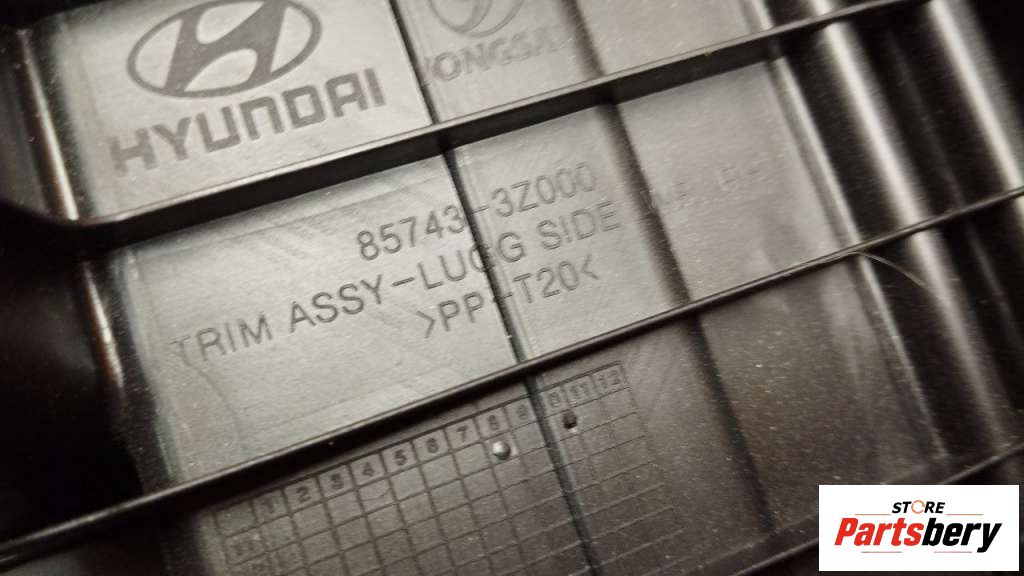 HYUNDAI
85743-3Z000
TRIM ASSY-LUGG SIDE
>PP-T20<
1 2 3 4 5 6 7 8 9 10 11 12
STORE
Partsbery